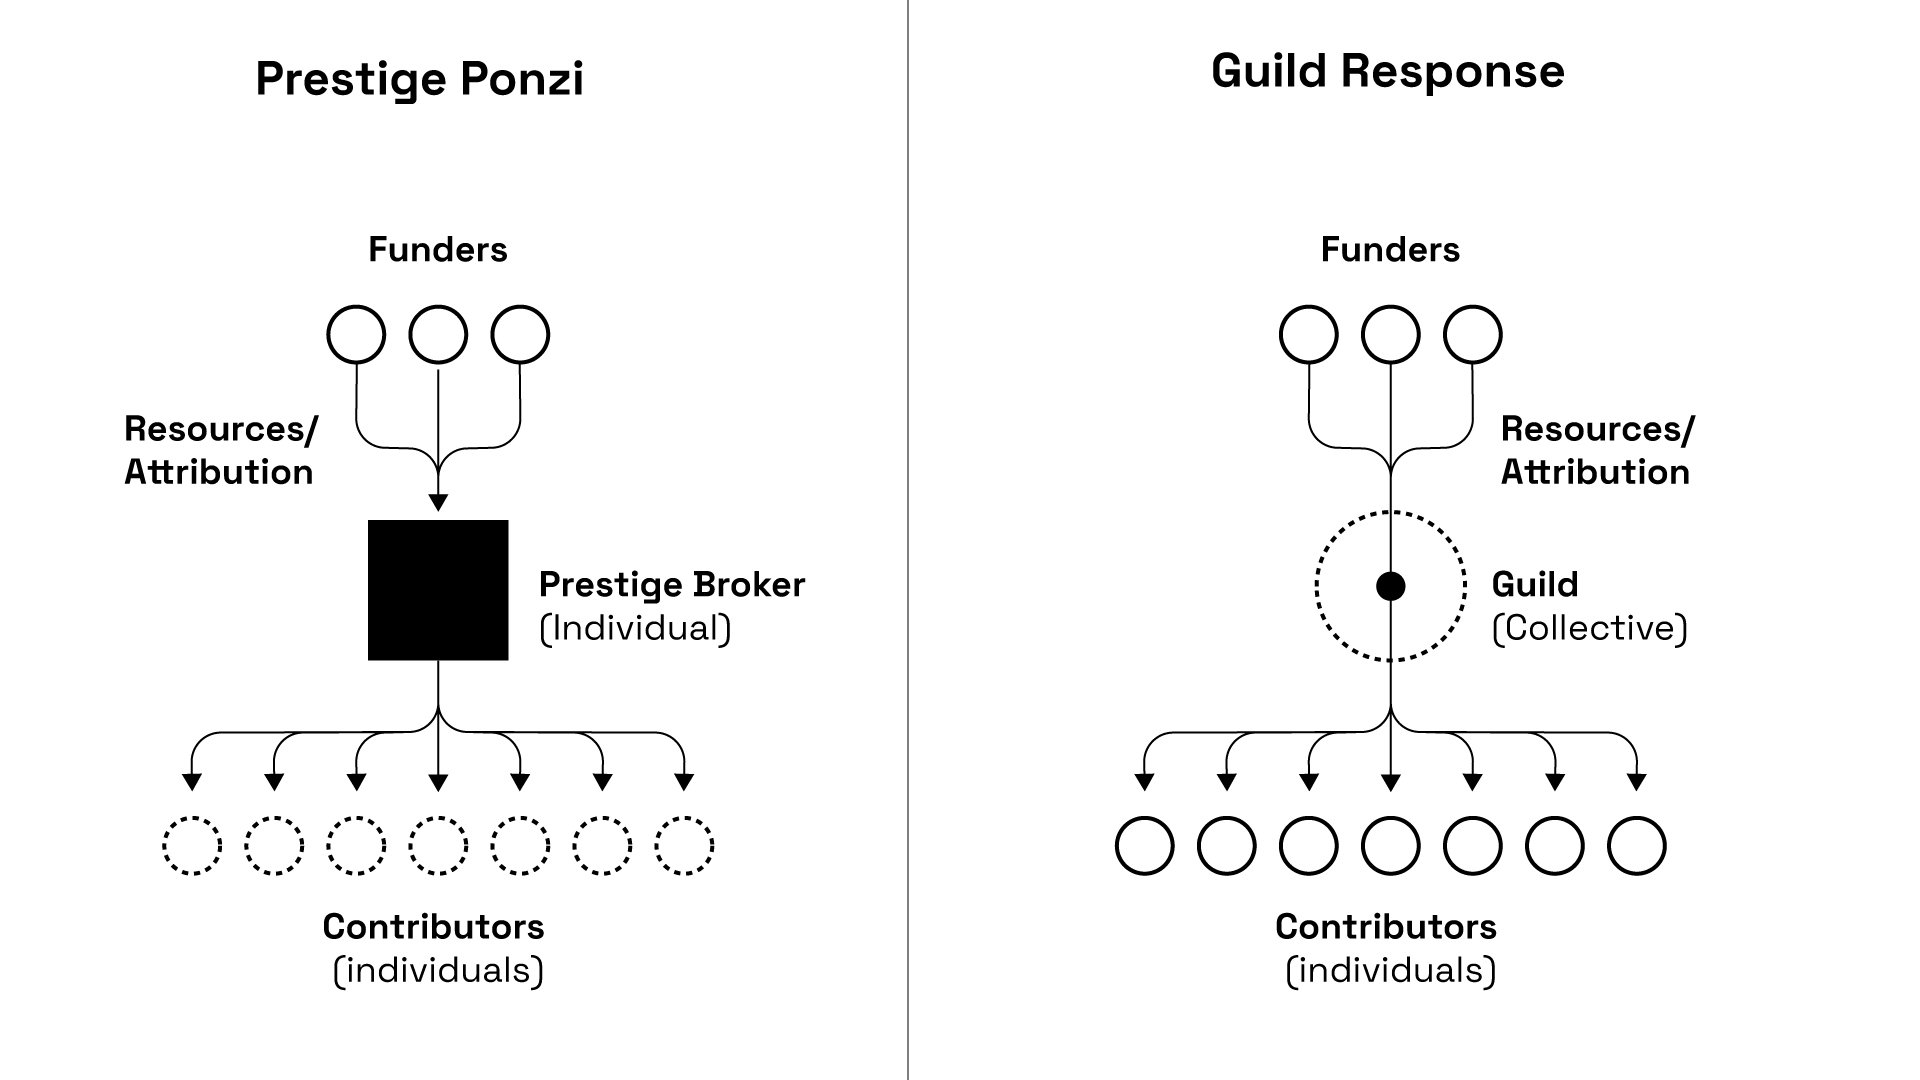 Prestige Ponzi
Funders
Resources/
Attribution
Prestige Broker
(Individual)
Contributors
(individuals)
Guild Response
Funders
Resources/
Attribution
Guild
(Collective)
Contributors
(individuals)